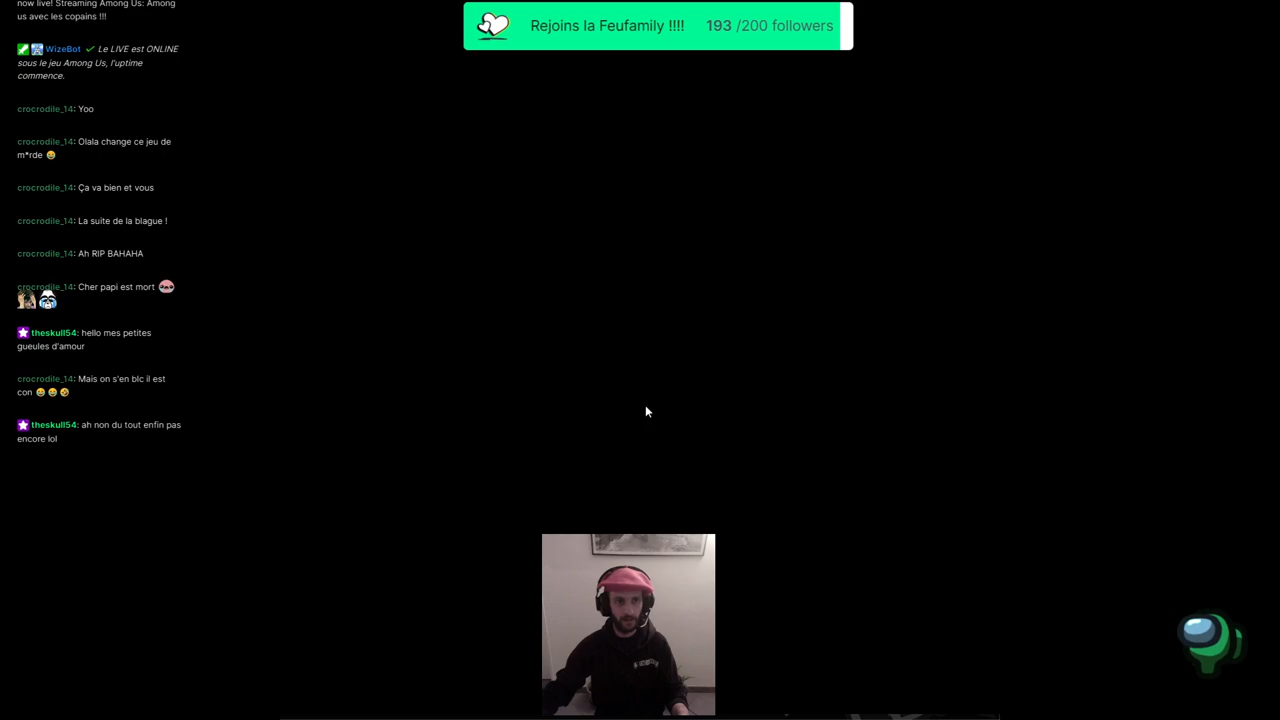 now live! Streaming Among Us: Among
us avec les copains !!!
Rejoins la Feufamily !!!! 193 /200 followers
WizeBot Le LIVE est ONLINE
sous le jeu Among Us, l'uptime
commence.
crocrodile_14: Yoo
crocrodile_14: Olala change ce jeu de
m*rde
crocrodile_14: Ça va bien et vous
crocrodile_14: La suite de la blague !
crocrodile_14: Ah RIP BAHAHA
crocrodile_14: Cher papi est mort
theskull54: hello mes petites
gueules d'amour
crocrodile_14: Mais on s'en blc il est
con
theskull54: ah non du tout enfin pas
encore lol